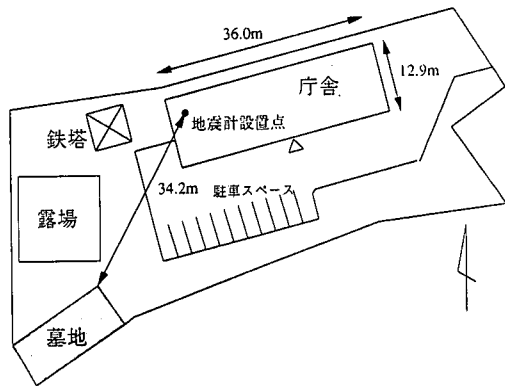 36.0m
12.9m
庁舎
地震計設置点
鉄塔
34.2m
駐車スペース
露場
墓地